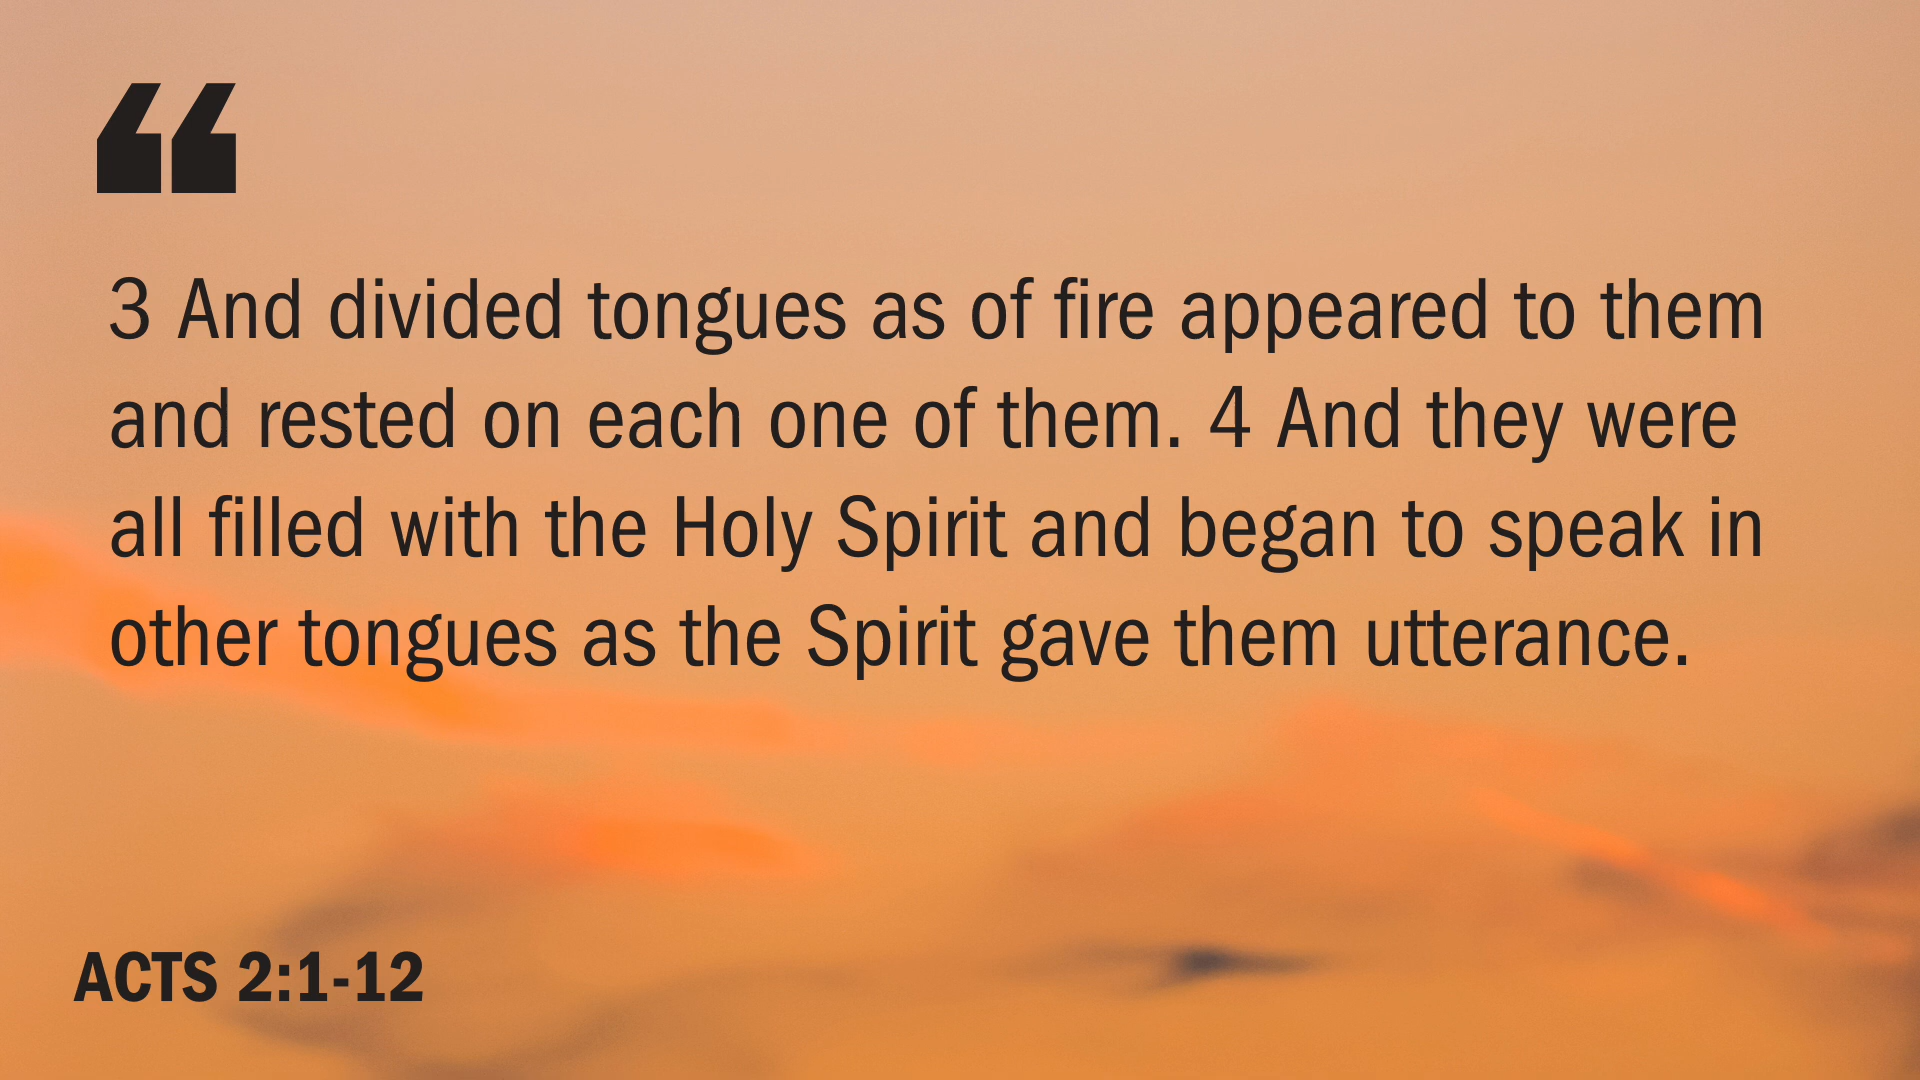 “
3 And divided tongues as of fire appeared to them
and rested on each one of them. 4 And they were
all filled with the Holy Spirit and began to speak in
other tongues as the Spirit gave them utterance.
ACTS 2:1-12